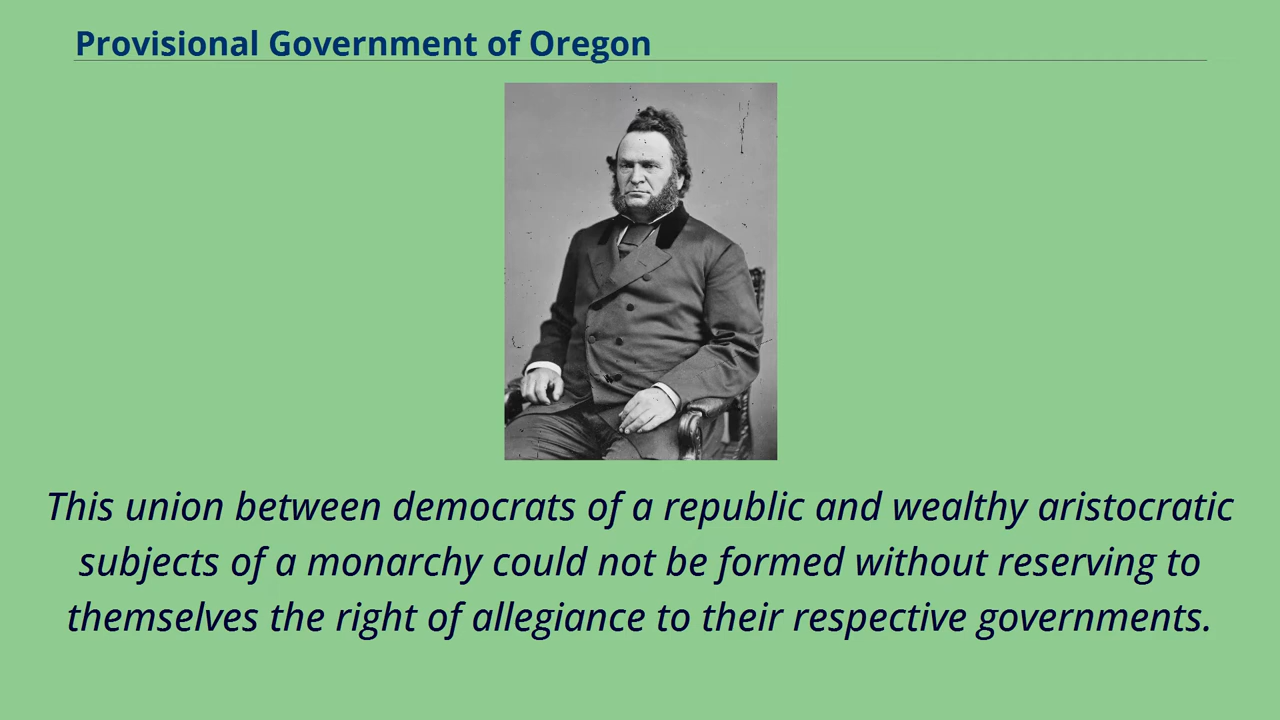 Provisional Government of Oregon
This union between democrats of a republic and wealthy aristocratic
subjects of a monarchy could not be formed without reserving to
themselves the right of allegiance to their respective governments.